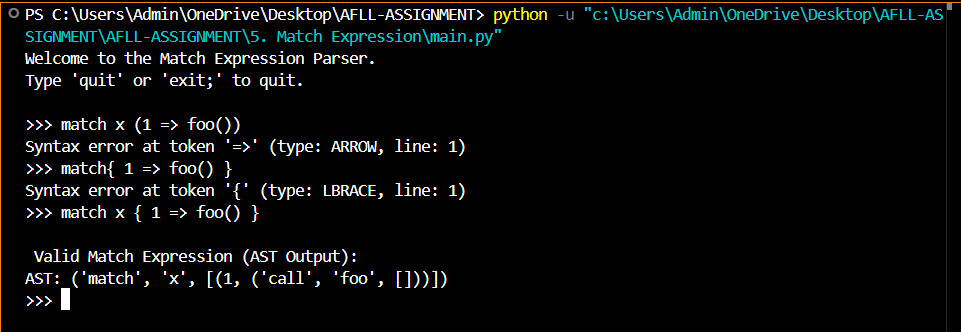 PS C:\Users\Admin\OneDrive\Desktop\AFLL-ASSIGNMENT> python -u "c:\Users\Admin\OneDrive\Desktop\AFLL-AS
SIGNMENT\AFLL-ASSIGNMENT\5. Match Expression\main.py"
Welcome to the Match Expression Parser.
Type 'quit' or 'exit;' to quit.

>>> match x (1 => foo())
Syntax error at token '=>' (type: ARROW, line: 1)
>>> match{ 1 => foo() }
Syntax error at token '{' (type: LBRACE, line: 1)
>>> match x { 1 => foo() }

 Valid Match Expression (AST Output):
AST: ('match', 'x', [(1, ('call', 'foo', []))])
>>>